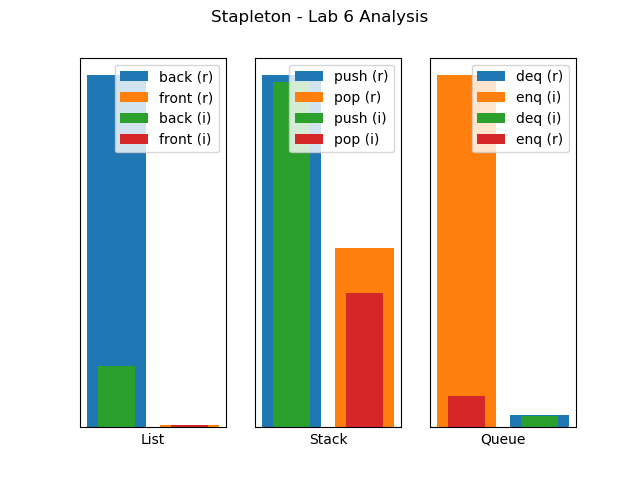 Stapleton - Lab 6 Analysis
back (r)
front (r)
back (i)
front (i)
push (r)
pop (r)
push (i)
pop (i)
deq (r)
enq (i)
deq (i)
enq (r)
List
Stack
Queue